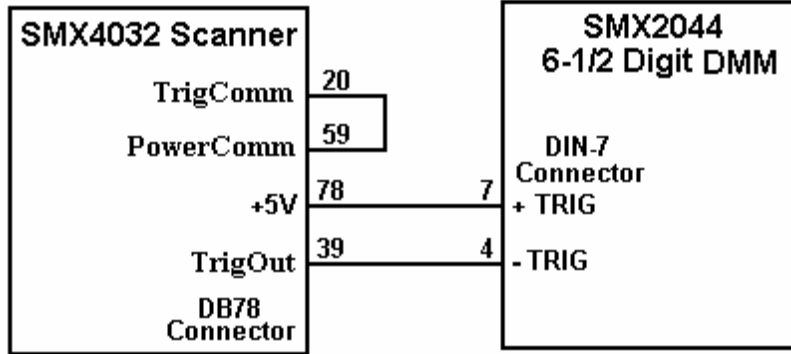 SMX4032 Scanner
TrigComm
20
PowerComm
59
+5V
78
TrigOut
39
DB78
Connector
SMX2044
6-1/2 Digit DMM
DIN-7
Connector
7
+ TRIG
4
- TRIG